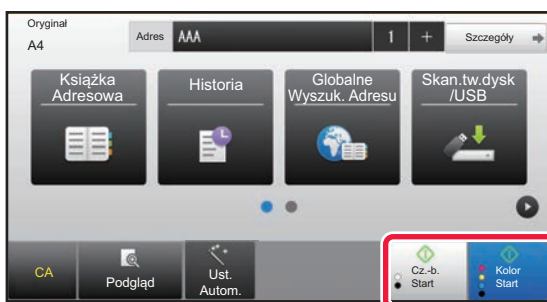 Oryginał
A4
Adres AAA 1 + Szczegóły
Książka
Adresowa
Historia
Globalne
Wyszuk. Adresu
Skan.tw.dysk
/USB
CA
Podgląd
Ust.
Autom.
Cz.-b.
Start
Kolor
Start